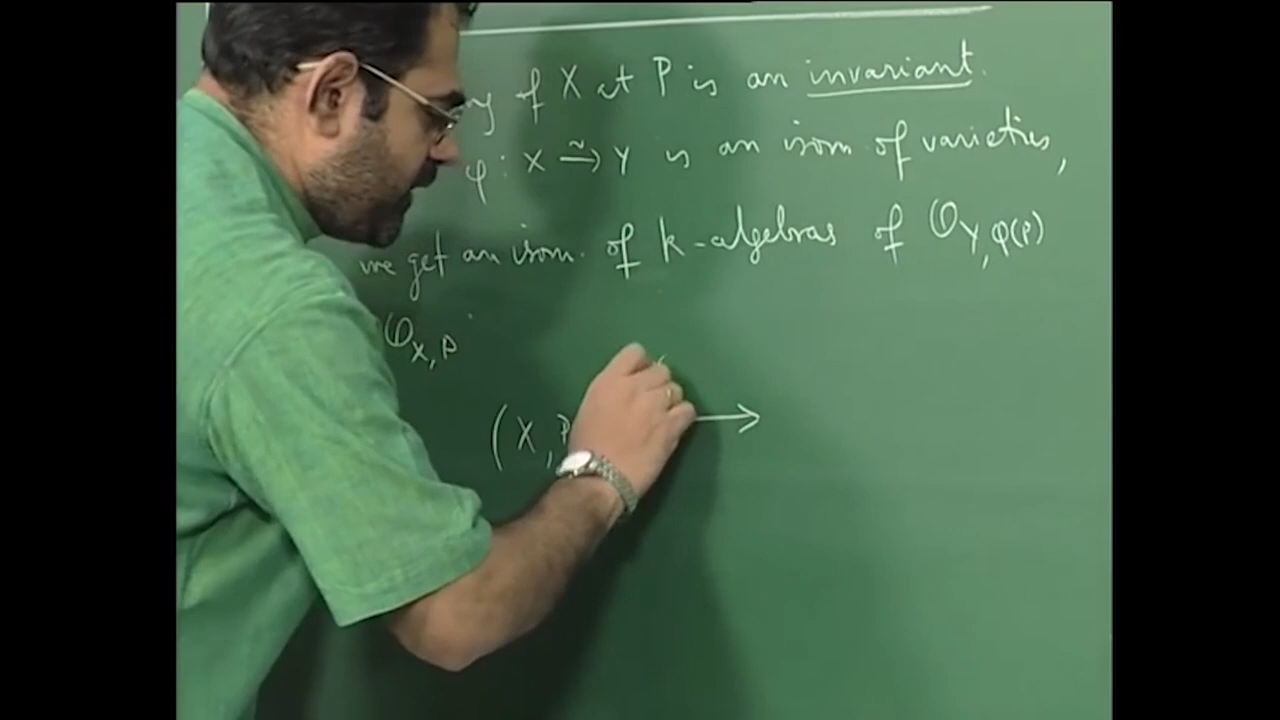 of X at P is an invariant.
φ : X ⥲ Y is an isom of varieties,
we get an isom. of k-algebras of 𝒪_{Y, φ(P)}
𝒪_{X, P}
(X, P →